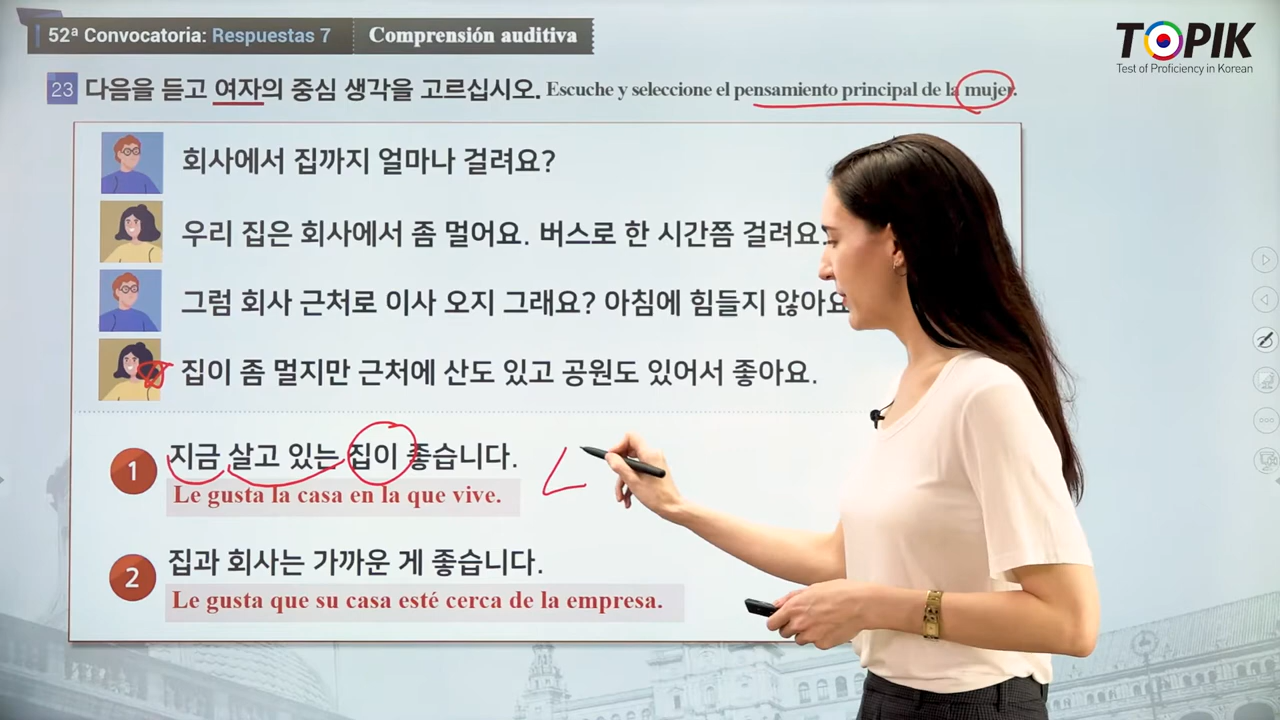 52ª Convocatoria: Respuestas 7
Comprensión auditiva
TOPIK
Test of Proficiency in Korean
23 다음을 듣고 여자의 중심 생각을 고르십시오. Escuche y seleccione el pensamiento principal de la mujer.
회사에서 집까지 얼마나 걸려요?
우리 집은 회사에서 좀 멀어요. 버스로 한 시간쯤 걸려요.
그럼 회사 근처로 이사 오지 그래요? 아침에 힘들지 않아요
집이 좀 멀지만 근처에 산도 있고 공원도 있어서 좋아요.
1 지금 살고 있는 집이 좋습니다.
Le gusta la casa en la que vive.
2 집과 회사는 가까운 게 좋습니다.
Le gusta que su casa esté cerca de la empresa.